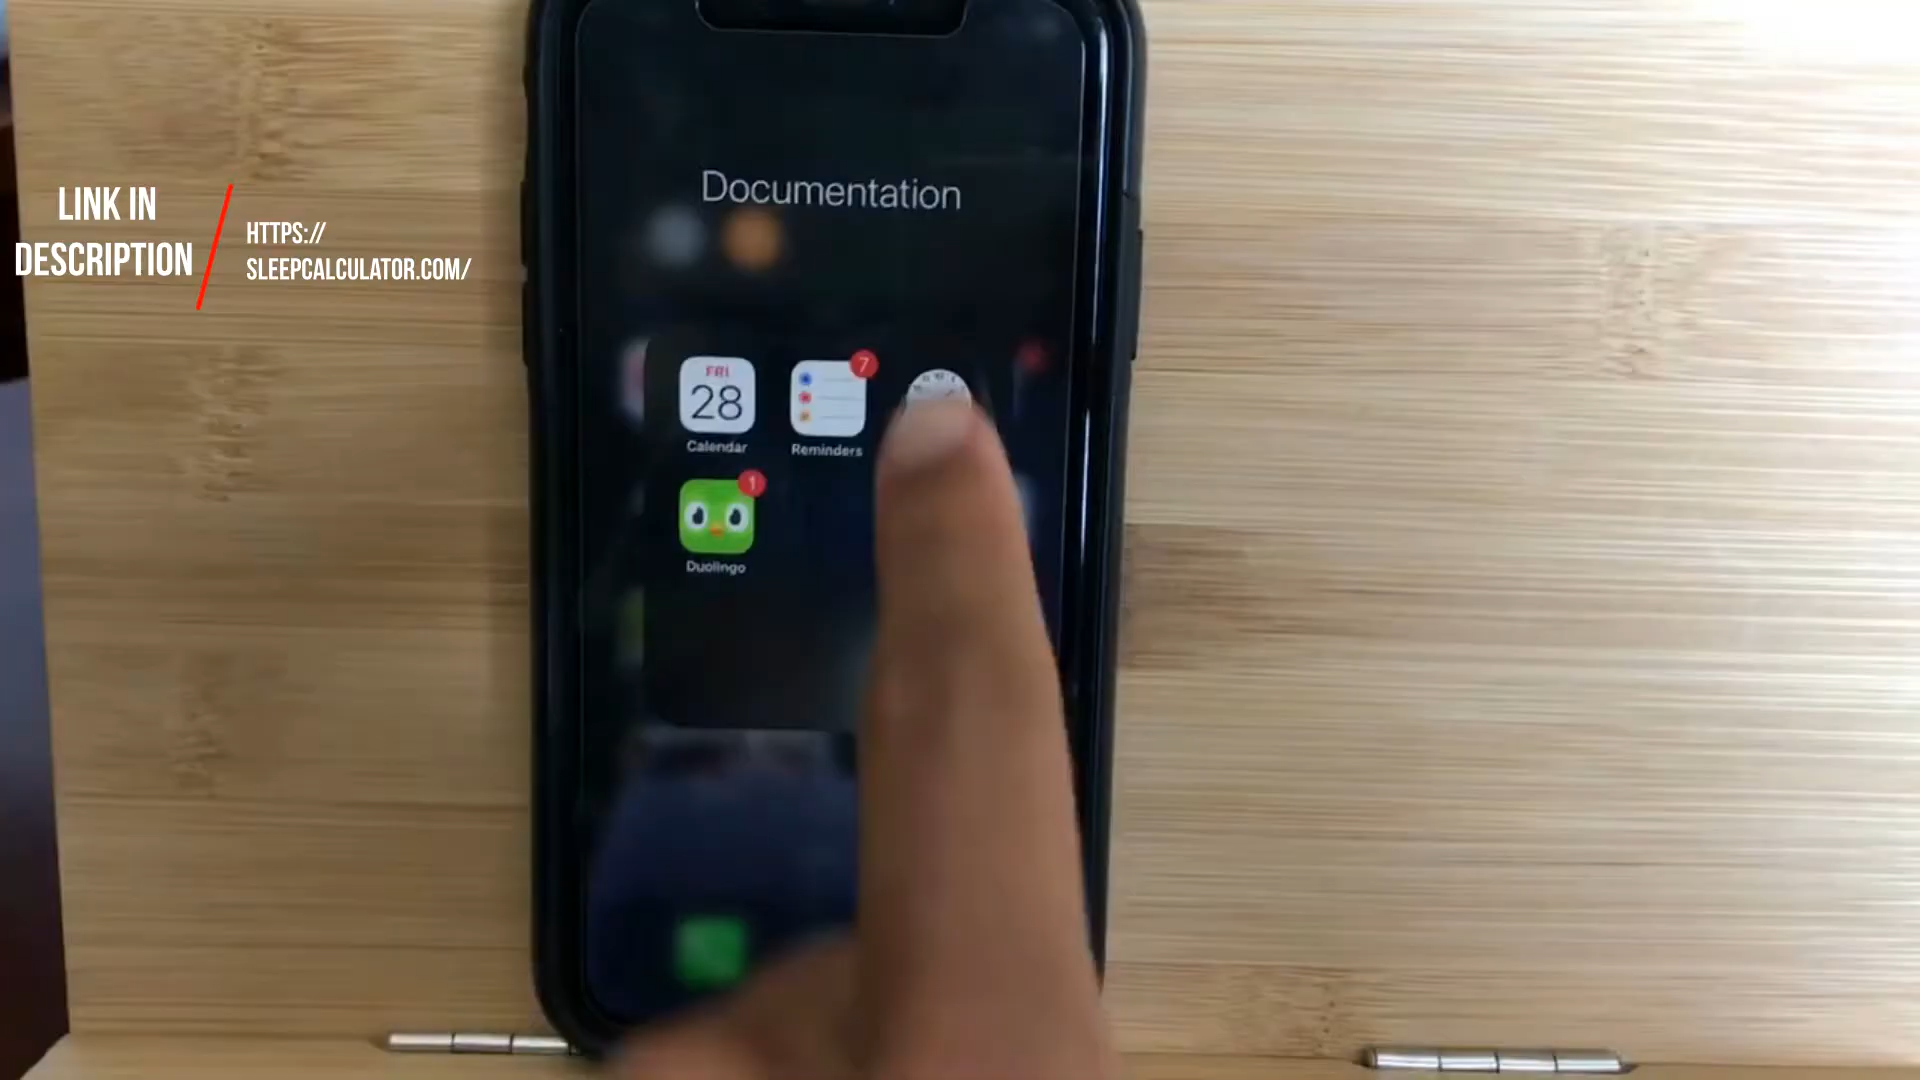 LINK IN
DESCRIPTION
HTTPS://
SLEEPCALCULATOR.COM/
Documentation
FRI
28
7
Calendar
Reminders
1
Duolingo